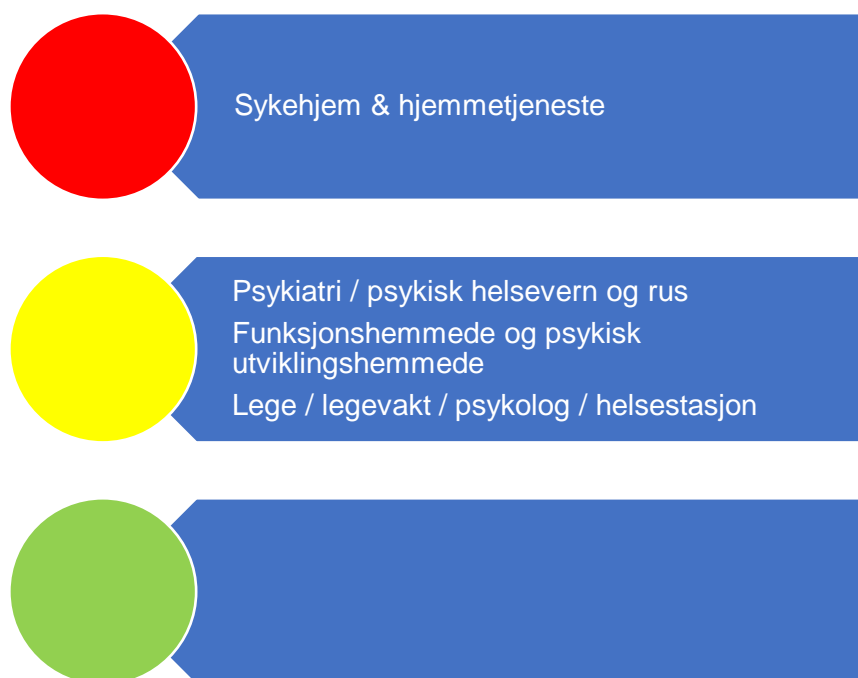 Sykehjem & hjemmetjeneste
Psykiatri / psykisk helsevern og rus
Funksjonshemmede og psykisk
utviklingshemmede
Lege / legevakt / psykolog / helsestasjon